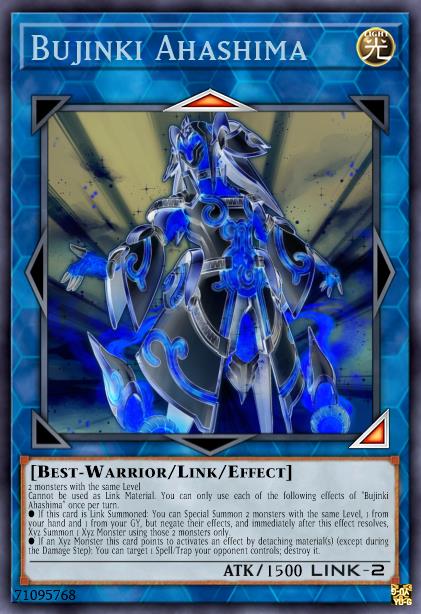 Bujinki Ahashima
LIGHT
光
[Best-Warrior/Link/Effect]
2 monsters with the same Level
Cannot be used as Link Material. You can only use each of the following effects of "Bujinki
Ahashima" once per turn.
● If this card is Link Summoned: You can Special Summon 2 monsters with the same Level, 1 from
your hand and 1 from your GY, but negate their effects, and immediately after this effect resolves,
Xyz Summon 1 Xyz Monster using those 2 monsters only.
● If an Xyz Monster this card points to activates an effect by detaching material(s) (except during
the Damage Step): You can target 1 Spell/Trap your opponent controls; destroy it.
ATK/1500 LINK-2
71095768